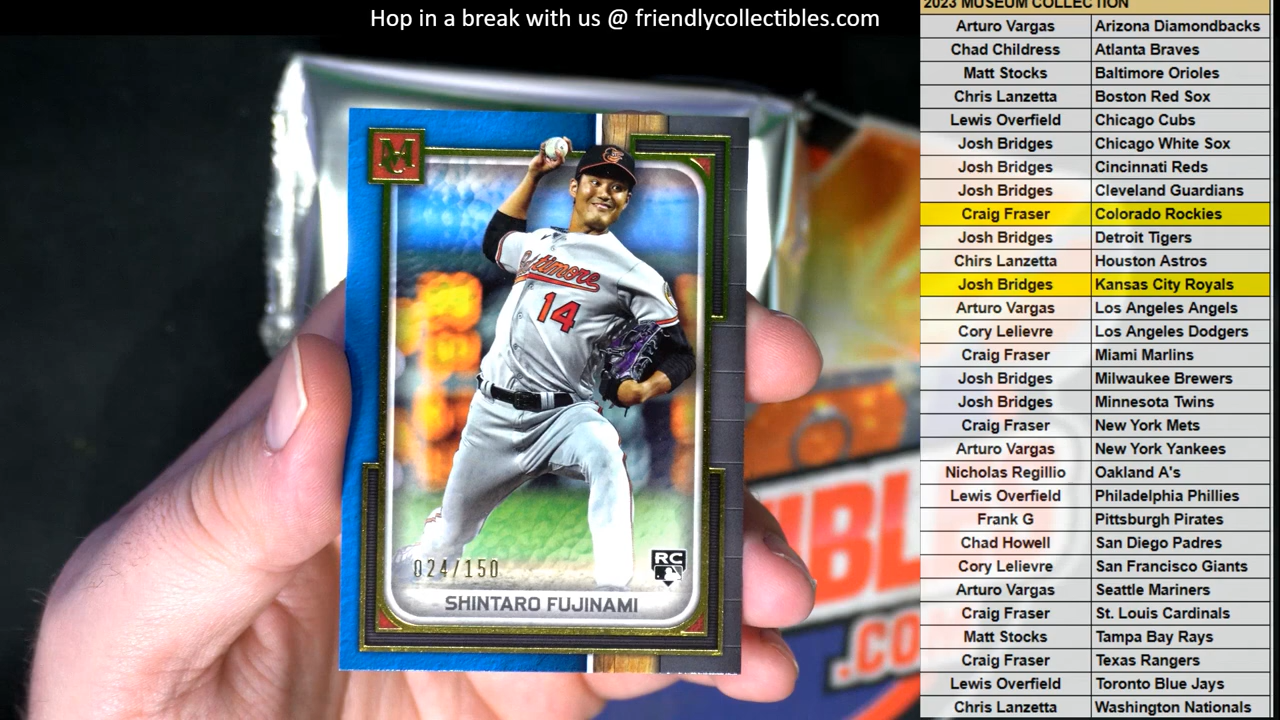 Hop in a break with us @ friendlycollectibles.com
2023 MUSEUM COLLECTION
Arturo Vargas Arizona Diamondbacks
Chad Childress Atlanta Braves
Matt Stocks Baltimore Orioles
Chris Lanzetta Boston Red Sox
Lewis Overfield Chicago Cubs
Josh Bridges Chicago White Sox
Josh Bridges Cincinnati Reds
Josh Bridges Cleveland Guardians
Craig Fraser Colorado Rockies
Josh Bridges Detroit Tigers
Chirs Lanzetta Houston Astros
Josh Bridges Kansas City Royals
Arturo Vargas Los Angeles Angels
Cory Lelievre Los Angeles Dodgers
Craig Fraser Miami Marlins
Josh Bridges Milwaukee Brewers
Josh Bridges Minnesota Twins
Craig Fraser New York Mets
Arturo Vargas New York Yankees
Nicholas Regillio Oakland A's
Lewis Overfield Philadelphia Phillies
Frank G Pittsburgh Pirates
Chad Howell San Diego Padres
Cory Lelievre San Francisco Giants
Arturo Vargas Seattle Mariners
Craig Fraser St. Louis Cardinals
Matt Stocks Tampa Bay Rays
Craig Fraser Texas Rangers
Lewis Overfield Toronto Blue Jays
Chris Lanzetta Washington Nationals
M
Baltimore
14
024/150
RC
SHINTARO FUJINAMI
.CO